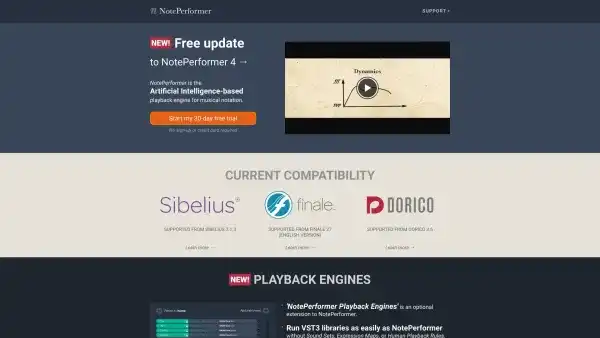 NotePerformer
SUPPORT
NEW! Free update
to NotePerformer 4 →
NotePerformer is the
Artificial Intelligence-based
playback engine for musical notation.
Start my 30-day free trial
No sign-up or credit card required
Dynamics
fff
ppp
CURRENT COMPATIBILITY
Sibelius®
finale.
DORICO
SUPPORTED FROM SIBELIUS 7.1.3
SUPPORTED FROM FINALE 27
(ENGLISH VERSION)
SUPPORTED FROM DORICO 3.5
Learn more →
Learn more →
Learn more →
NEW! PLAYBACK ENGINES
'NotePerformer Playback Engines' is an optional
extension to NotePerformer.
Run VST3 libraries as easily as NotePerformer
without Sound Sets, Expression Maps, or Human Playback Rules.